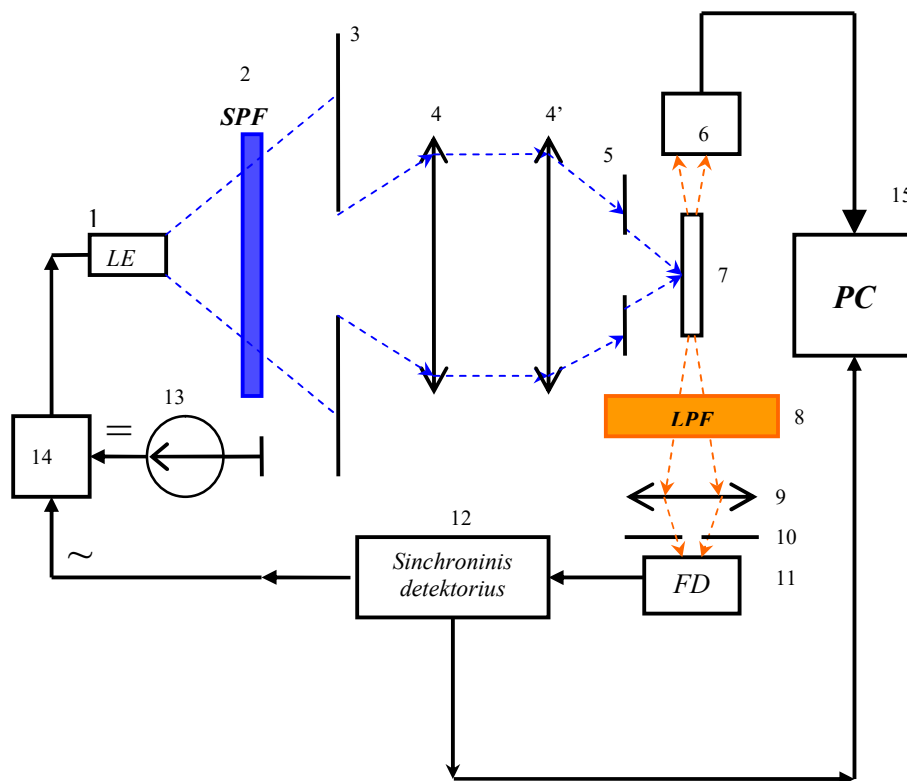 3
2
SPF
4
4’
5
6
15
1
LE
7
PC
13
=
14
LPF
8
9
12
10
~
Sinchroninis
detektorius
FD
11